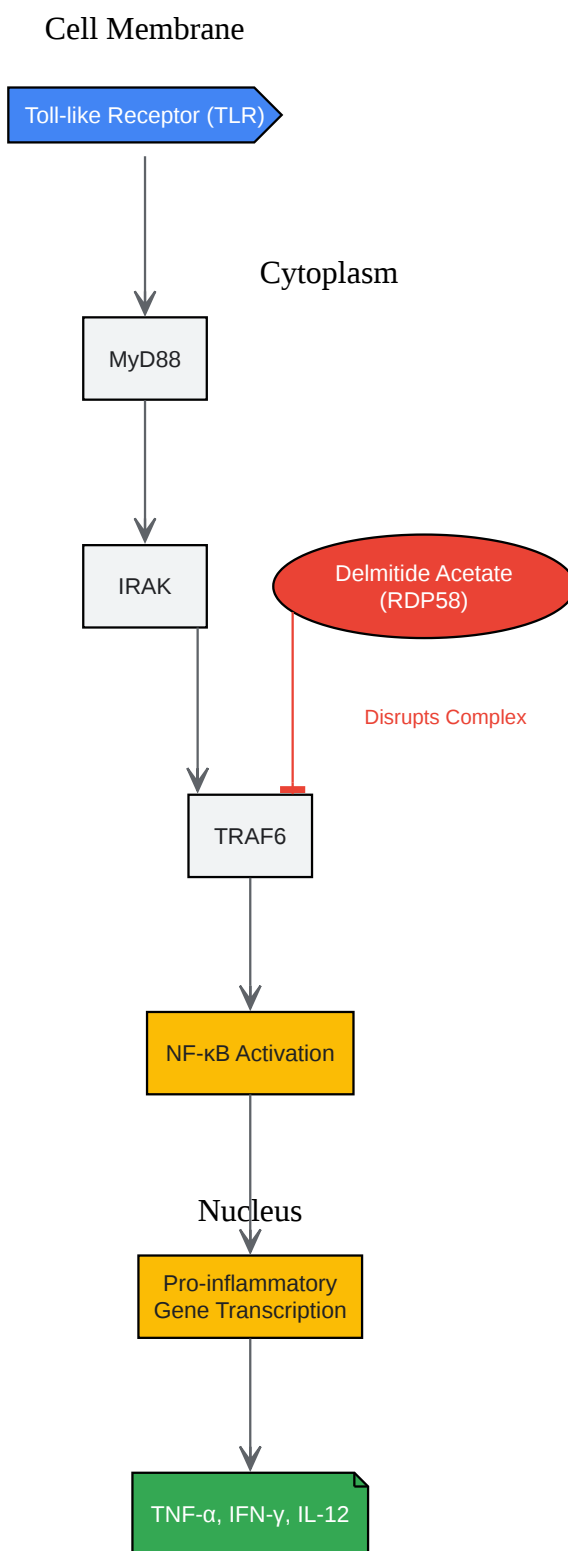 Cell Membrane
Toll-like Receptor (TLR)
Cytoplasm
MyD88
IRAK
Delmitide Acetate
(RDP58)
Disrupts Complex
TRAF6
NF-κB Activation
Nucleus
Pro-inflammatory
Gene Transcription
TNF-α, IFN-γ, IL-12